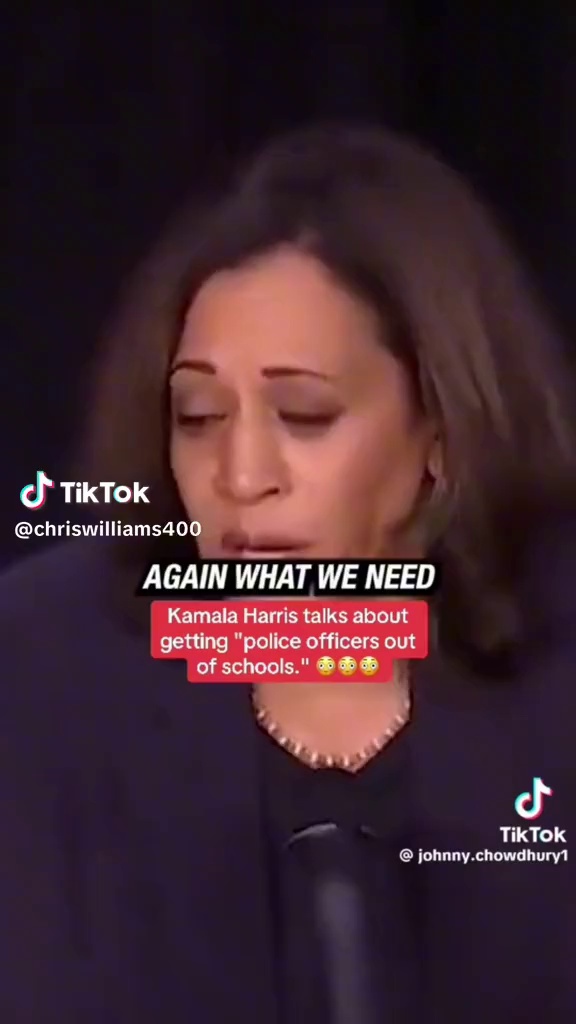 TikTok
@chriswilliams400
AGAIN WHAT WE NEED
Kamala Harris talks about
getting "police officers out
of schools." 😳😳😳
TikTok
@ johnny.chowdhury1